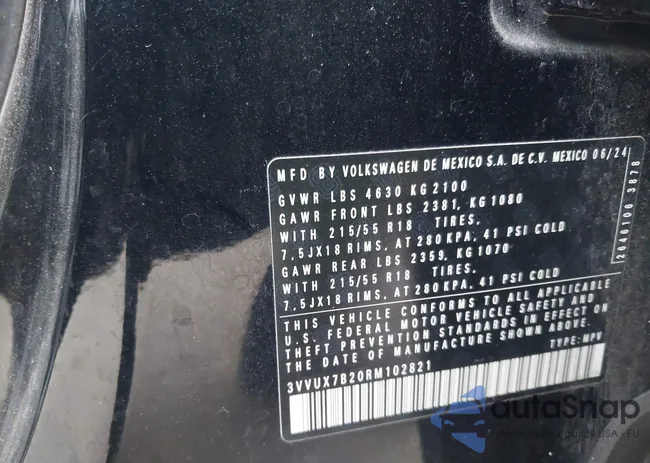 MFD BY VOLKSWAGEN DE MEXICO S.A. DE C.V. MEXICO 06/24
GVWR LBS 4630 KG 2100
GAWR FRONT LBS 2381, KG 1080
WITH 215/55 R18 TIRES,
7,5JX18 RIMS, AT 280 KPA, 41 PSI COLD
GAWR REAR LBS 2359, KG 1070
WITH 215/55 R18 TIRES,
7,5JX18 RIMS, AT 280 KPA, 41 PSI COLD
THIS VEHICLE CONFORMS TO ALL APPLICABLE
U.S. FEDERAL MOTOR VEHICLE SAFETY AND
THEFT PREVENTION STANDARDS IN EFFECT ON
THE DATE OF MANUFACTURE SHOWN ABOVE.
3VVUX7B20RM102821 TYPE: MPV
3878
autoSnap